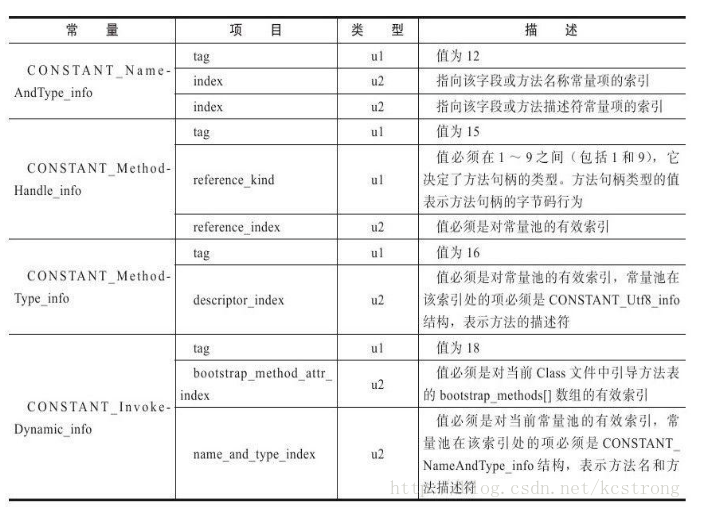 常 量 项 目 类 型 描 述
CONSTANT_Name-
AndType_info
tag u1 值为 12
index u2 指向该字段或方法名称常量项的索引
index u2 指向该字段或方法描述符常量项的索引
CONSTANT_Method-
Handle_info
tag u1 值为 15
reference_kind u1 值必须在 1 ~ 9 之间（包括 1 和 9），它
决定了方法句柄的类型。方法句柄类型的值
表示方法句柄的字节码行为
reference_index u2 值必须是对常量池的有效索引
CONSTANT_Method-
Type_info
tag u1 值为 16
descriptor_index u2 值必须是对常量池的有效索引，常量池在
该索引处的项必须是 CONSTANT_Utf8_info
结构，表示方法的描述符
CONSTANT_Invoke-
Dynamic_info
tag u1 值为 18
bootstrap_method_attr_
index u2 值必须是对当前 Class 文件中引导方法表
的 bootstrap_methods[] 数组的有效索引
name_and_type_index u2 值必须是对当前常量池的有效索引，常
量池在该索引处的项必须是 CONSTANT_
NameAndType_info 结构，表示方法名和方
法描述符
http://blog.csdn.net/kcstrong